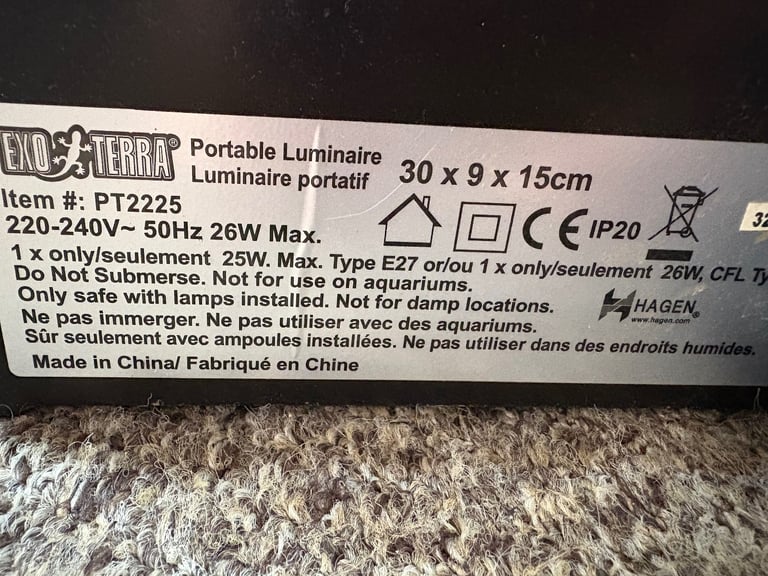 EXO TERRA®
Portable Luminaire
Luminaire portatif
30 x 9 x 15cm
Item #: PT2225
220-240V~ 50Hz 26W Max.
CE IP20
32
1 x only/seulement 25W. Max. Type E27 or/ou 1 x only/seulement 26W, CFL Ty
Do Not Submerse. Not for use on aquariums.
Only safe with lamps installed. Not for damp locations.
HAGEN®
www.hagen.com
Ne pas immerger. Ne pas utiliser avec des aquariums.
Sûr seulement avec ampoules installées. Ne pas utiliser dans des endroits humides.
Made in China/ Fabriqué en Chine